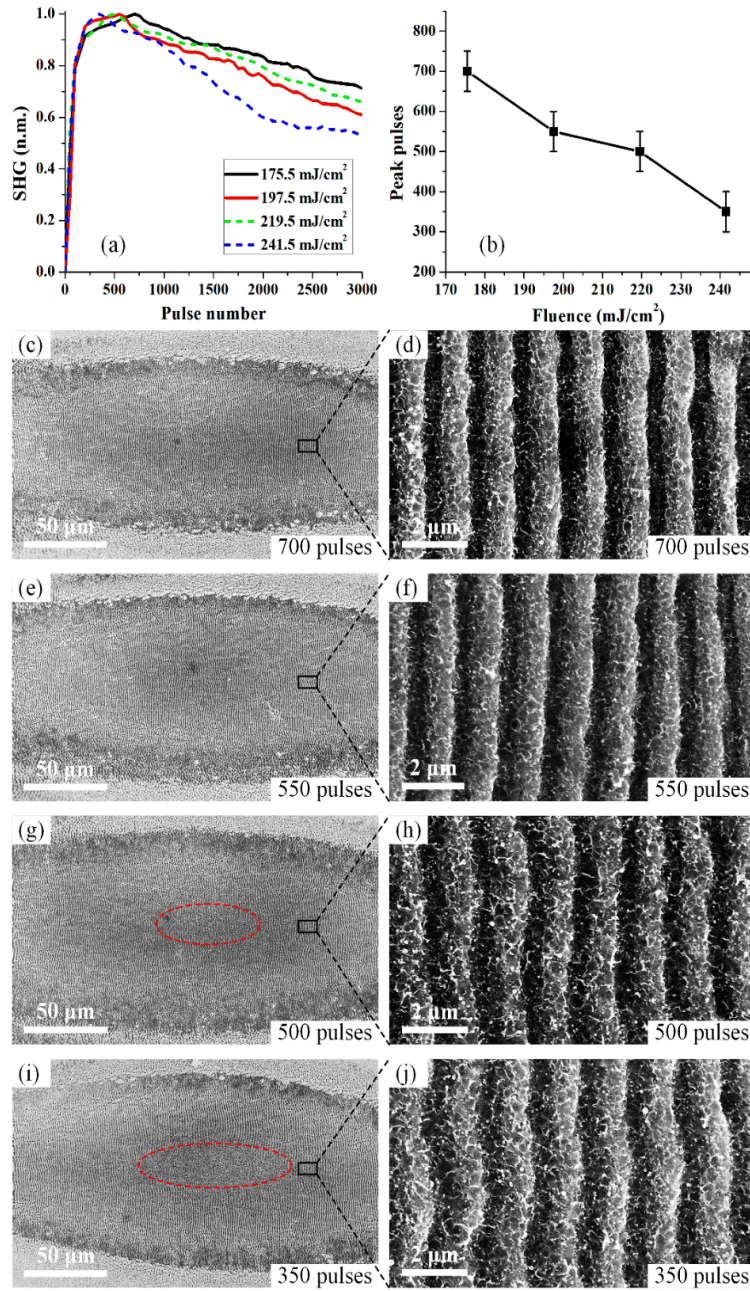 1.0
0.8
0.6
0.4
0.2
0.0
SHG (n.m.)
175.5 mJ/cm²
197.5 mJ/cm²
219.5 mJ/cm²
241.5 mJ/cm²
(a)
0 500 1000 1500 2000 2500 3000
Pulse number
800
700
600
500
400
300
200
Peak pulses
(b)
170 180 190 200 210 220 230 240
Fluence (mJ/cm²)
(c)
50 µm
700 pulses
(d)
2 µm
700 pulses
(e)
50 µm
550 pulses
(f)
2 µm
550 pulses
(g)
50 µm
500 pulses
(h)
2 µm
500 pulses
(i)
50 µm
350 pulses
(j)
2 µm
350 pulses